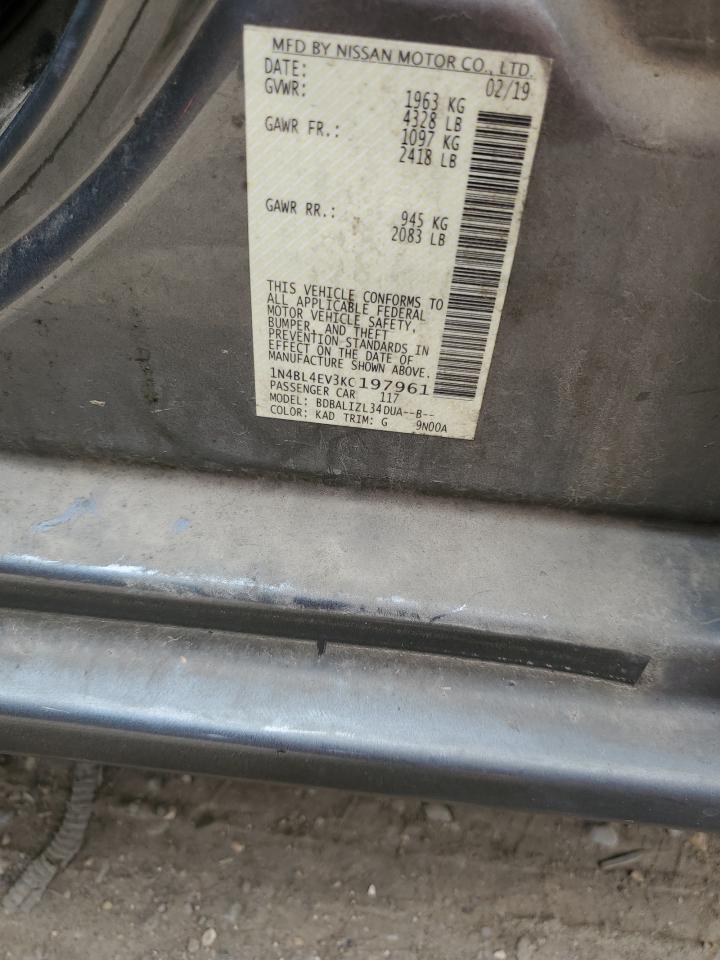 MFD BY NISSAN MOTOR CO., LTD.
DATE: 02/19
GVWR: 1963 KG
4328 LB
GAWR FR.: 1097 KG
2418 LB
GAWR RR.: 945 KG
2083 LB
THIS VEHICLE CONFORMS TO
ALL APPLICABLE FEDERAL
MOTOR VEHICLE SAFETY,
BUMPER, AND THEFT
PREVENTION STANDARDS IN
EFFECT ON THE DATE OF
MANUFACTURE SHOWN ABOVE.
1N4BL4EV3KC197961
PASSENGER CAR 117
MODEL: BDBALIZL34DUA--B--
COLOR: KAD TRIM: G 9N00A